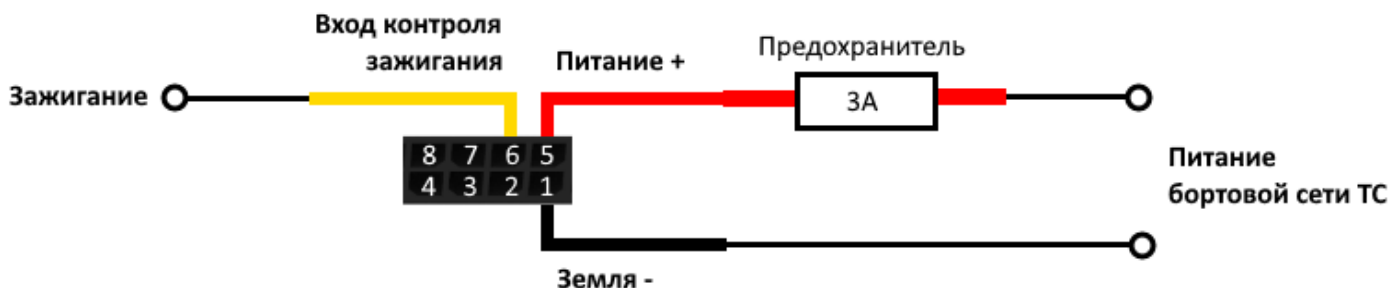 Вход контроля
зажигания
Питание +
Предохранитель
Зажигание
3А
8 7 6 5
4 3 2 1
Питание
бортовой сети ТС
Земля -